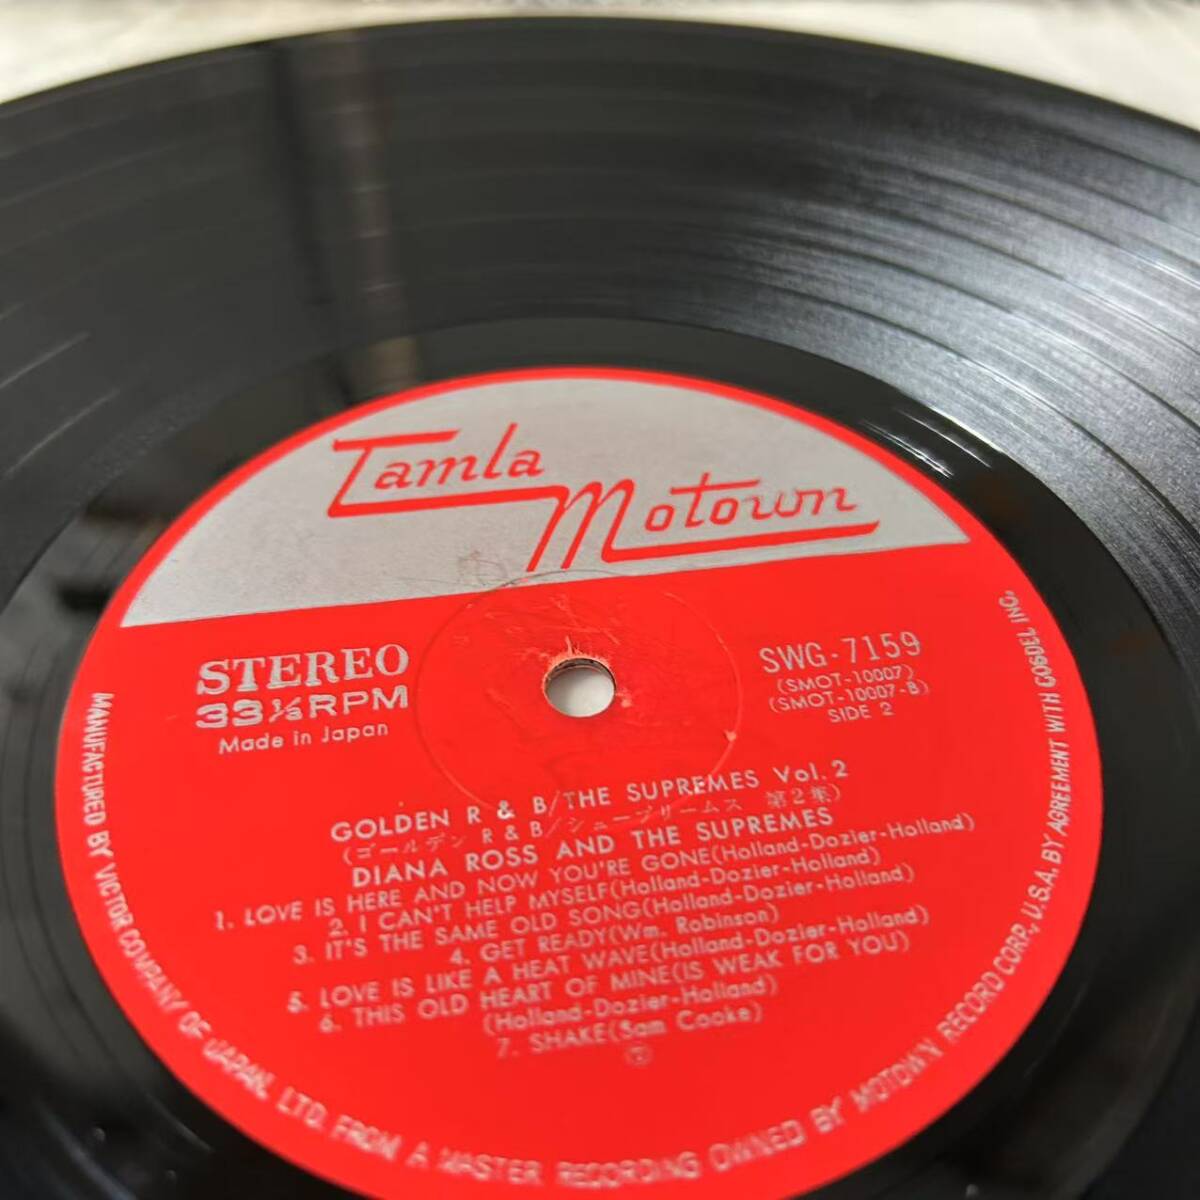 Tamla
Motown
STEREO
33 1/3 RPM
Made in Japan
SWG-7159
(SMOT-10007)
(SMOT-10007-B)
SIDE 2
GOLDEN R & B/THE SUPREMES Vol.2
(ゴールデン R&B/シュープリームス 第2集)
DIANA ROSS AND THE SUPREMES
1. LOVE IS HERE AND NOW YOU'RE GONE(Holland-Dozier-Holland)
2. I CAN'T HELP MYSELF(Holland-Dozier-Holland)
3. IT'S THE SAME OLD SONG(Holland-Dozier-Holland)
4. GET READY(Wm. Robinson)
5. LOVE IS LIKE A HEAT WAVE(Holland-Dozier-Holland)
6. THIS OLD HEART OF MINE(IS WEAK FOR YOU)
(Holland-Dozier-Holland)
7. SHAKE(Sam Cooke)
MANUFACTURED BY VICTOR COMPANY OF JAPAN, LTD. FROM A MASTER RECORDING OWNED BY MOTOWN RECORD CORP., U.S.A. BY AGREEMENT WITH GOSDEL INC.